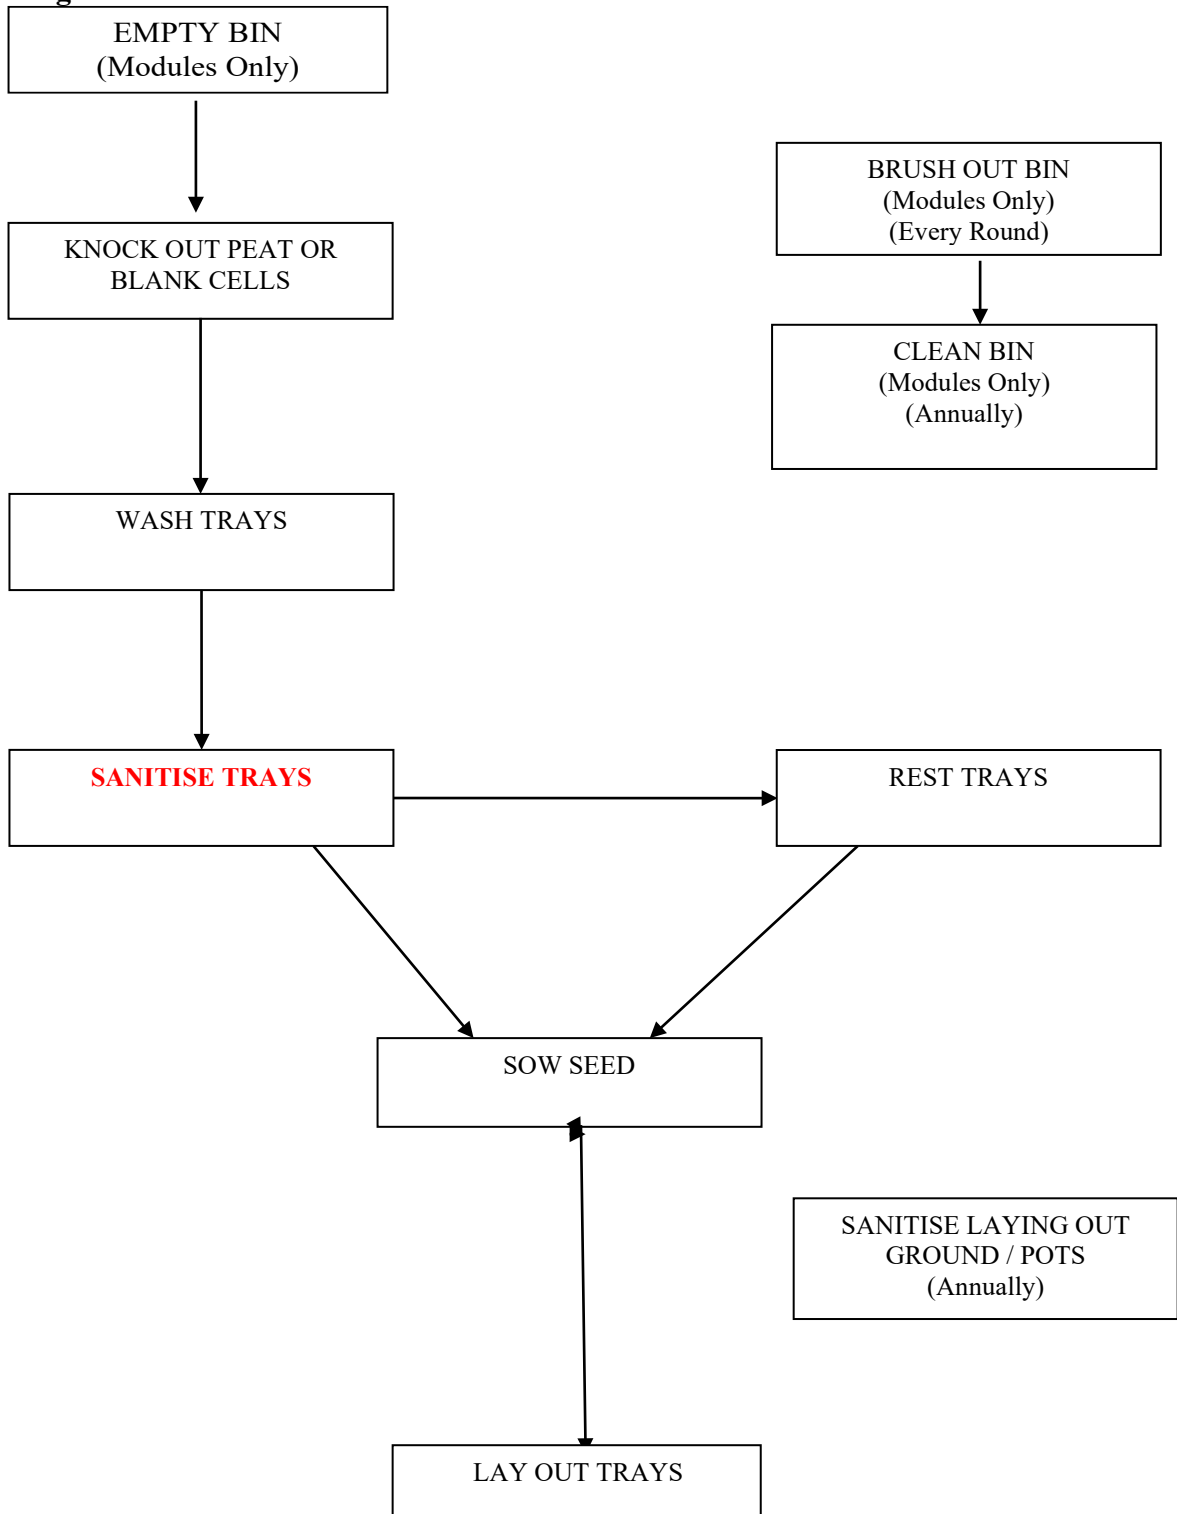 EMPTY BIN
(Modules Only)
BRUSH OUT BIN
(Modules Only)
(Every Round)
KNOCK OUT PEAT OR
BLANK CELLS
CLEAN BIN
(Modules Only)
(Annually)
WASH TRAYS
SANITISE TRAYS
REST TRAYS
SOW SEED
SANITISE LAYING OUT
GROUND / POTS
(Annually)
LAY OUT TRAYS